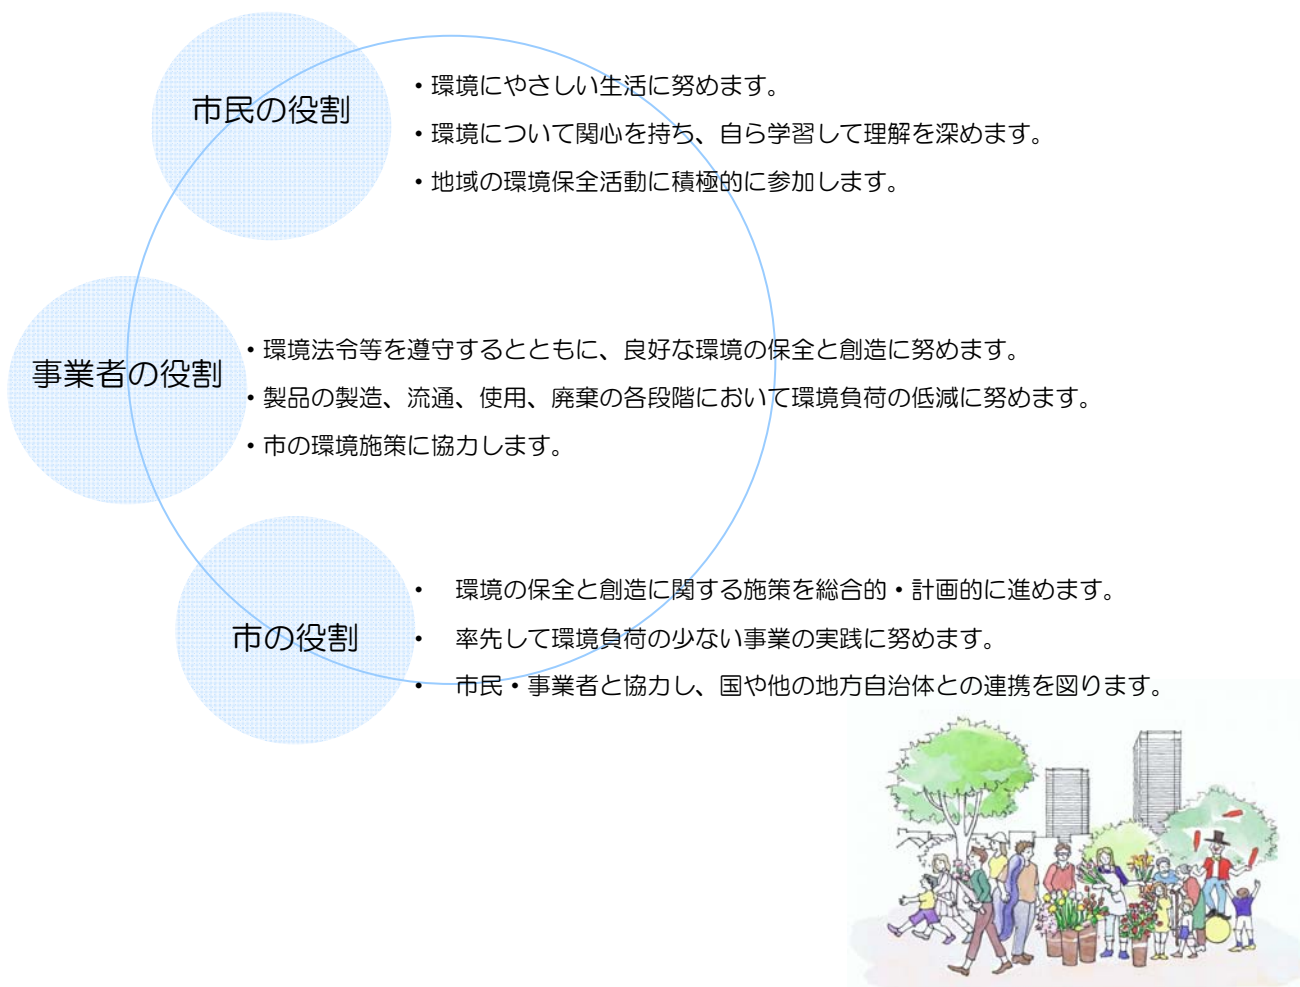 市民の役割
・環境にやさしい生活に努めます。
・環境について関心を持ち、自ら学習して理解を深めます。
・地域の環境保全活動に積極的に参加します。
事業者の役割
・環境法令等を遵守するとともに、良好な環境の保全と創造に努めます。
・製品の製造、流通、使用、廃棄の各段階において環境負荷の低減に努めます。
・市の環境施策に協力します。
市の役割
・ 環境の保全と創造に関する施策を総合的・計画的に進めます。
・ 率先して環境負荷の少ない事業の実践に努めます。
・ 市民・事業者と協力し、国や他の地方自治体との連携を図ります。